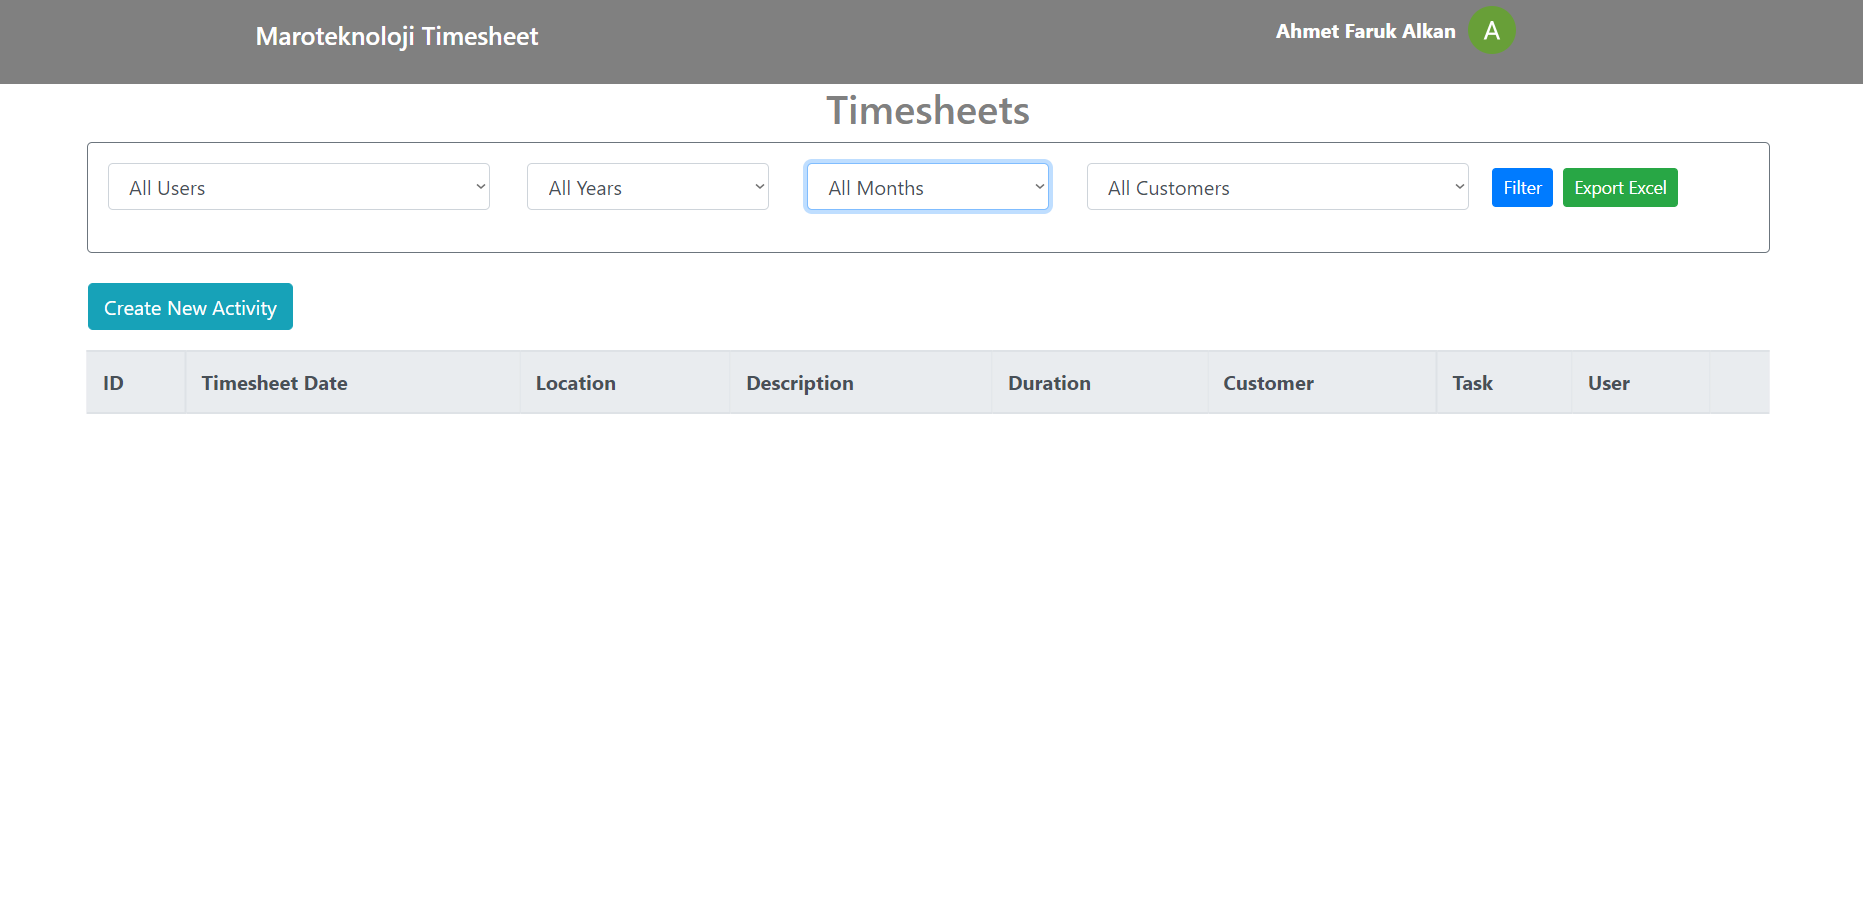 Maroteknoloji Timesheet
Ahmet Faruk Alkan A
Timesheets
All Users All Years All Months All Customers Filter Export Excel
Create New Activity
ID Timesheet Date Location Description Duration Customer Task User